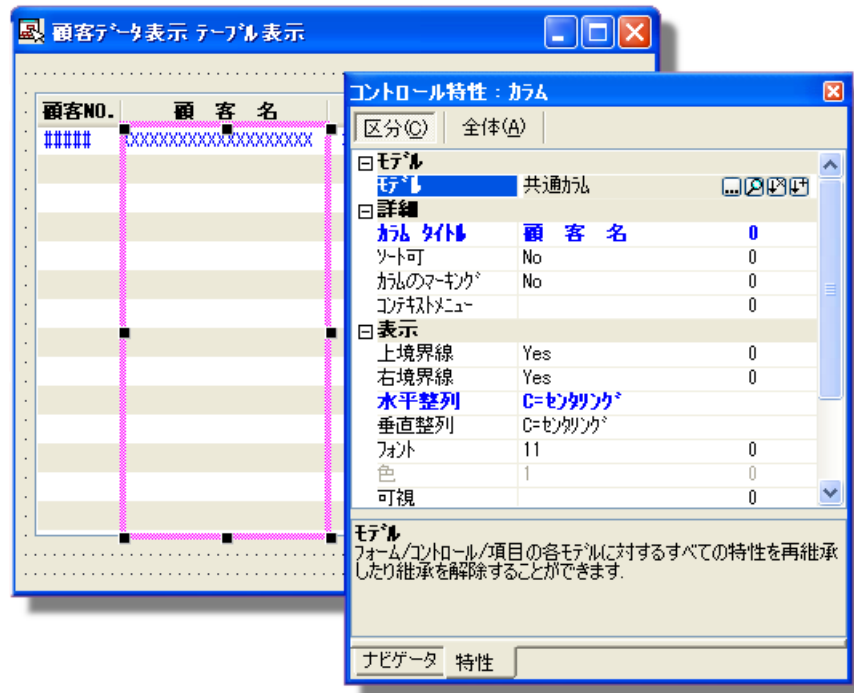 顧客ﾃﾞｰﾀ表示 ﾃｰﾌﾞﾙ表示
顧客NO.
顧 客 名
#####
XXXXXXXXXXXXXXXXXXXX
コントロール特性 : ｶﾗﾑ
区分(C) 全体(A)
ﾓﾃﾞﾙ
ﾓﾃﾞﾙ 共通ｶﾗﾑ
詳細
ｶﾗﾑ ﾀｲﾄﾙ 顧 客 名 0
ｿｰﾄ可 No 0
ｶﾗﾑのﾏｰｷﾝｸﾞ No 0
ｺﾝﾃｷｽﾄﾒﾆｭｰ 0
表示
上境界線 Yes 0
右境界線 Yes 0
水平整列 C=ｾﾝﾀﾘﾝｸﾞ
垂直整列 C=ｾﾝﾀﾘﾝｸﾞ
ﾌｫﾝﾄ 11 0
色 1 0
可視 0
ﾓﾃﾞﾙ
ﾌｫｰﾑ/ｺﾝﾄﾛｰﾙ/項目の各ﾓﾃﾞﾙに対するすべての特性を再継承
したり継承を解除することができます.
ナビゲータ 特性